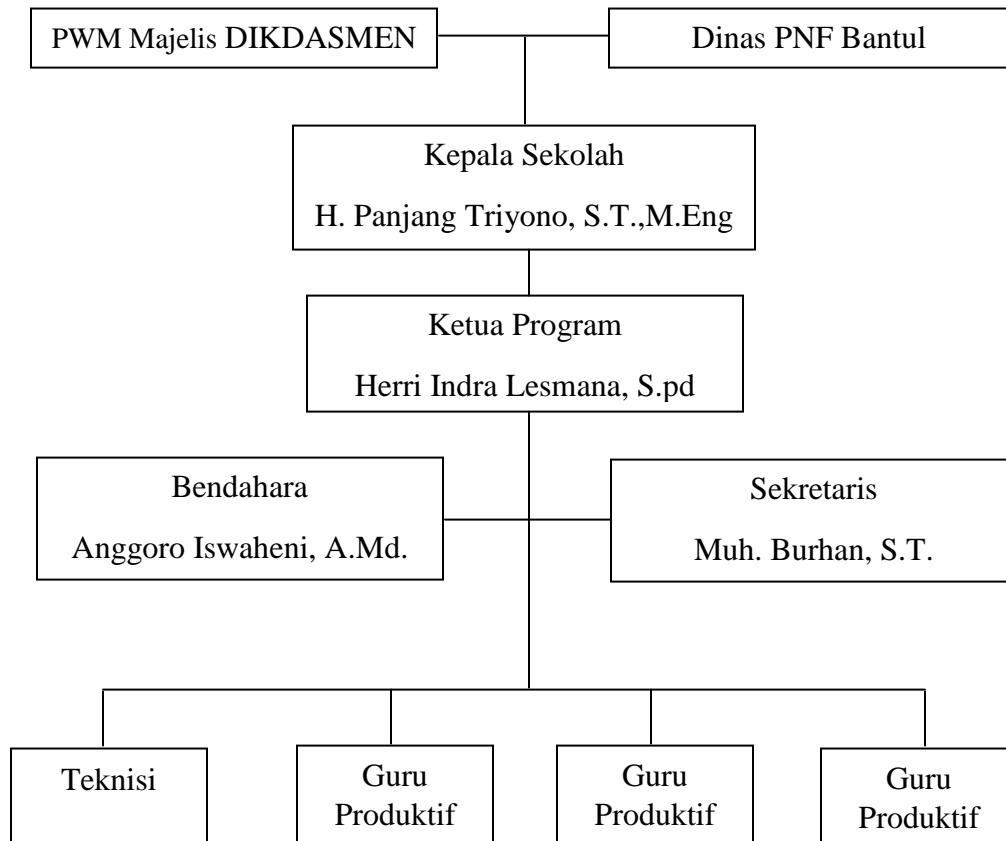 PWM Majelis DIKDASMEN
Dinas PNF Bantul
Kepala Sekolah
H. Panjang Triyono, S.T.,M.Eng
Ketua Program
Herri Indra Lesmana, S.pd
Bendahara
Anggoro Iswaheni, A.Md.
Sekretaris
Muh. Burhan, S.T.
Teknisi
Guru
Produktif
Guru
Produktif
Guru
Produktif